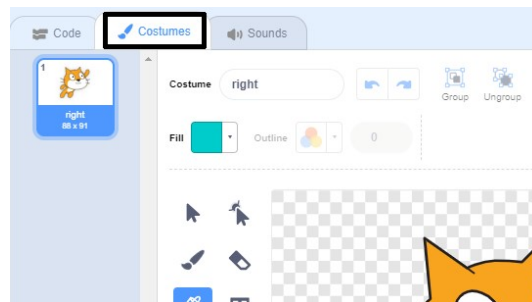 Code
Costumes
Sounds
1
right
88 x 91
Costume
right
Group
Ungroup
Fill
Outline
0